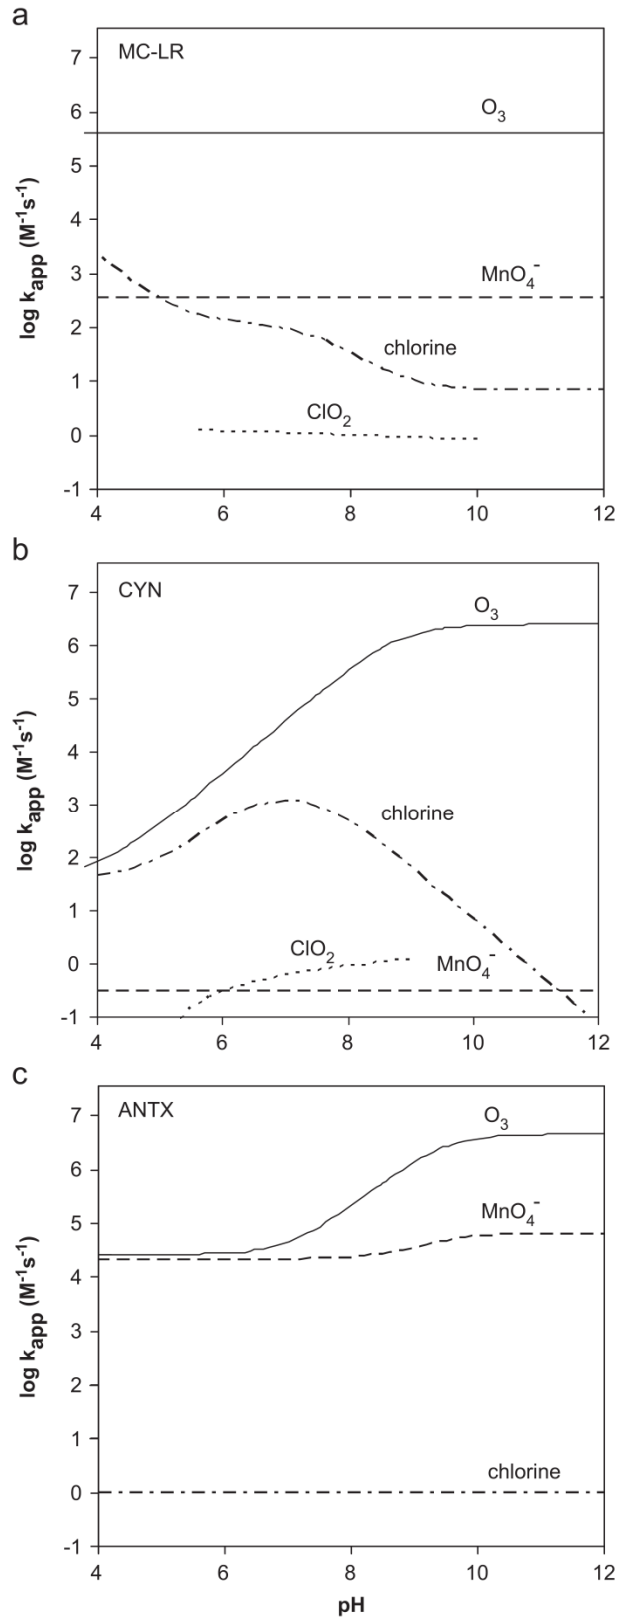 a
MC-LR
7
6
5
4
3
2
1
0
-1
O3
MnO4-
chlorine
ClO2
log kapp (M-1s-1)
4 6 8 10 12
b
CYN
7
6
5
4
3
2
1
0
-1
O3
chlorine
ClO2
MnO4-
log kapp (M-1s-1)
4 6 8 10 12
c
ANTX
7
6
5
4
3
2
1
0
-1
O3
MnO4-
chlorine
log kapp (M-1s-1)
4 6 8 10 12
pH